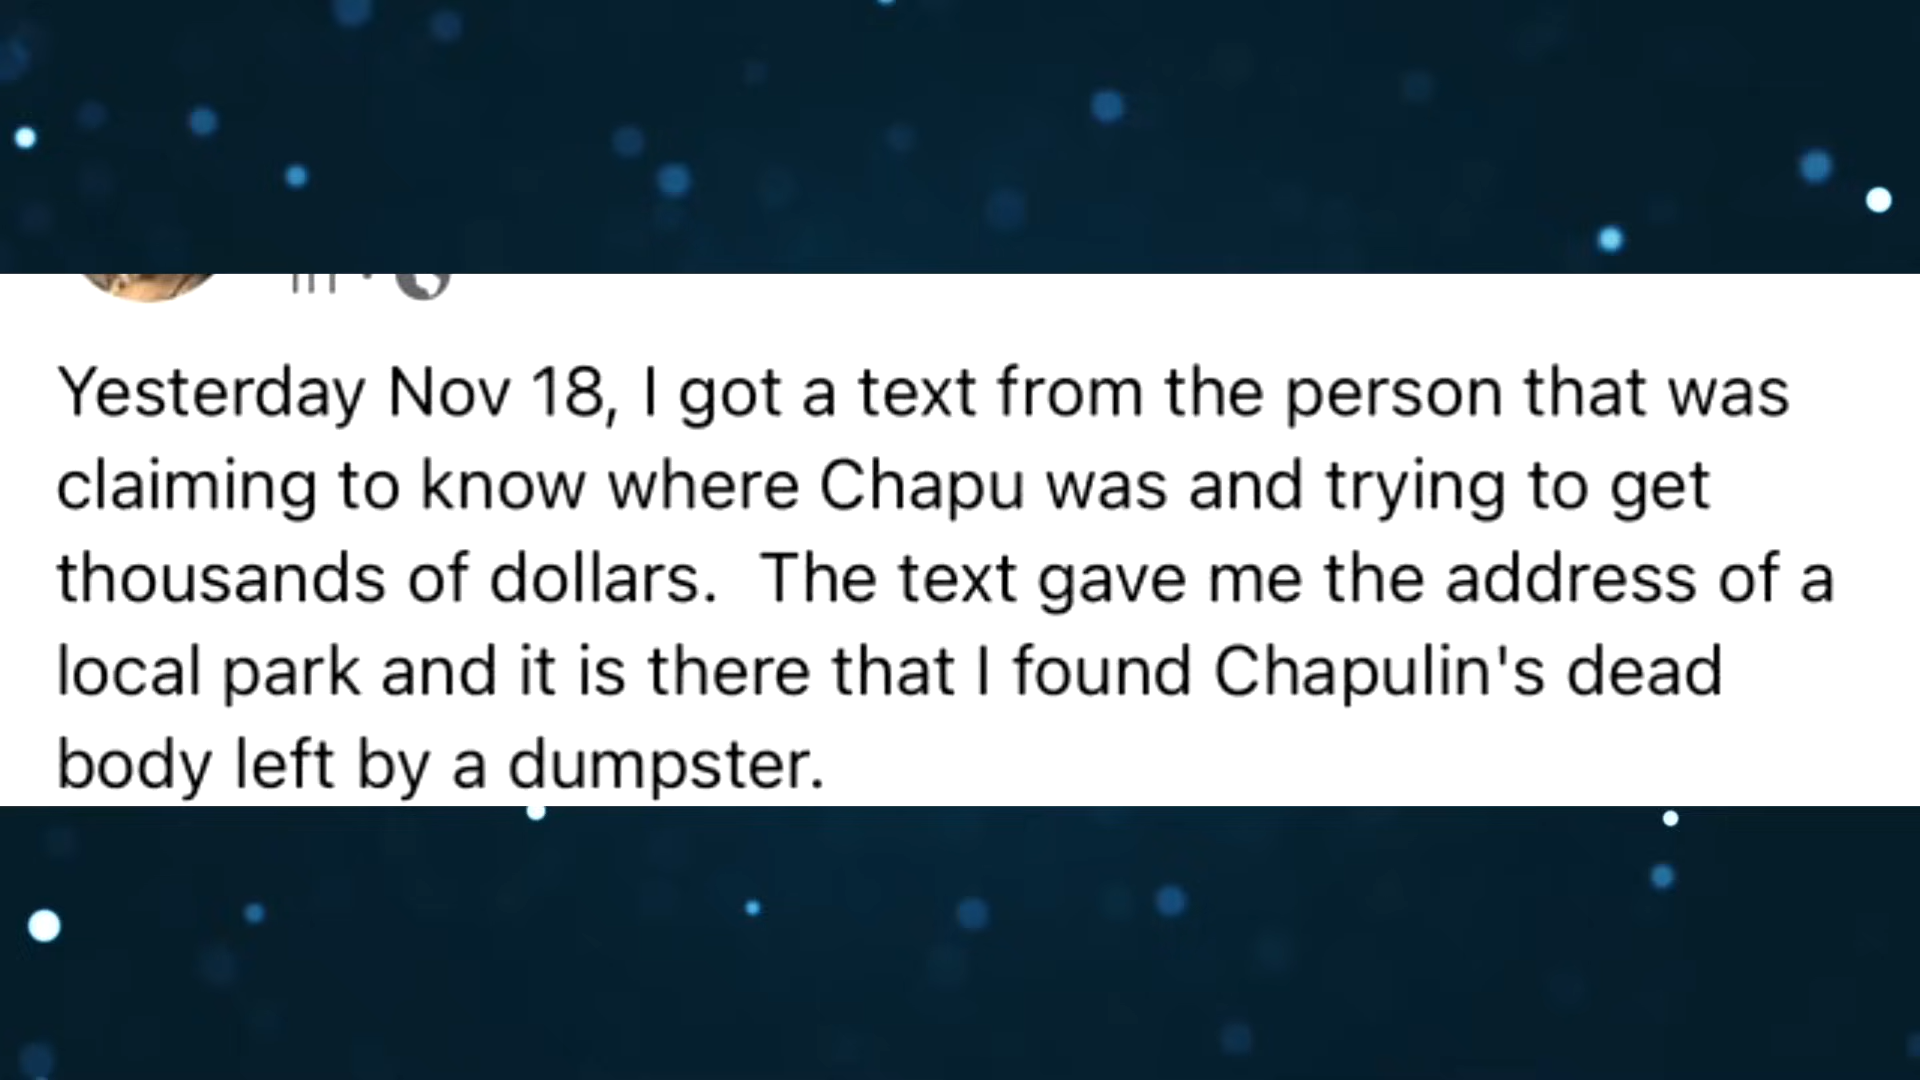 Yesterday Nov 18, I got a text from the person that was
claiming to know where Chapu was and trying to get
thousands of dollars.  The text gave me the address of a
local park and it is there that I found Chapulin's dead
body left by a dumpster.